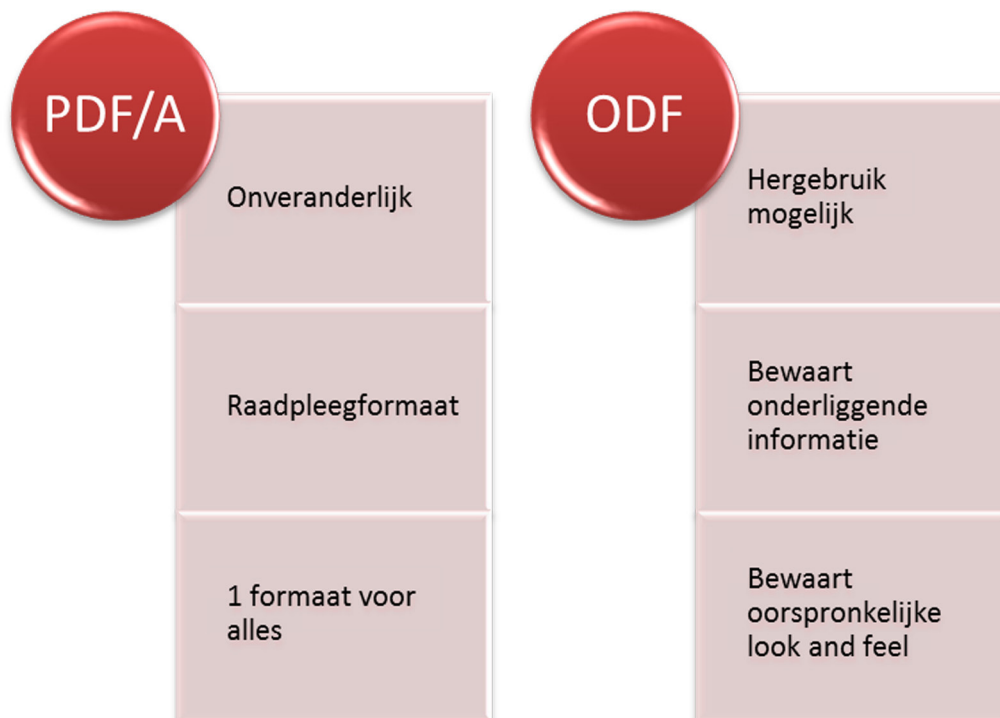 PDF/A
Onveranderlijk
Raadpleegformaat
1 formaat voor
alles
ODF
Hergebruik
mogelijk
Bewaart
onderliggende
informatie
Bewaart
oorspronkelijke
look and feel